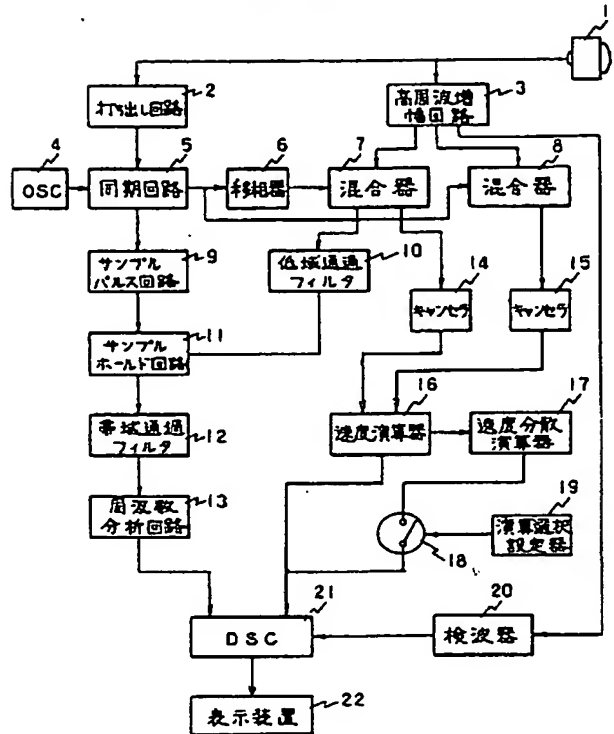 1
2
打出し回路
3
高周波増
幅回路
4
OSC
5
同期回路
6
移相器
7
混合器
8
混合器
9
サンプル
パルス回路
低域通過
フィルタ
10
14
キャンセラ
15
キャンセラ
サンプル
ホールド回路
11
帯域通過
フィルタ
12
16
速度演算器
17
速度分散
演算器
周波数
分析回路
13
18
19
演算選択
設定器
21
DSC
20
検波器
22
表示装置